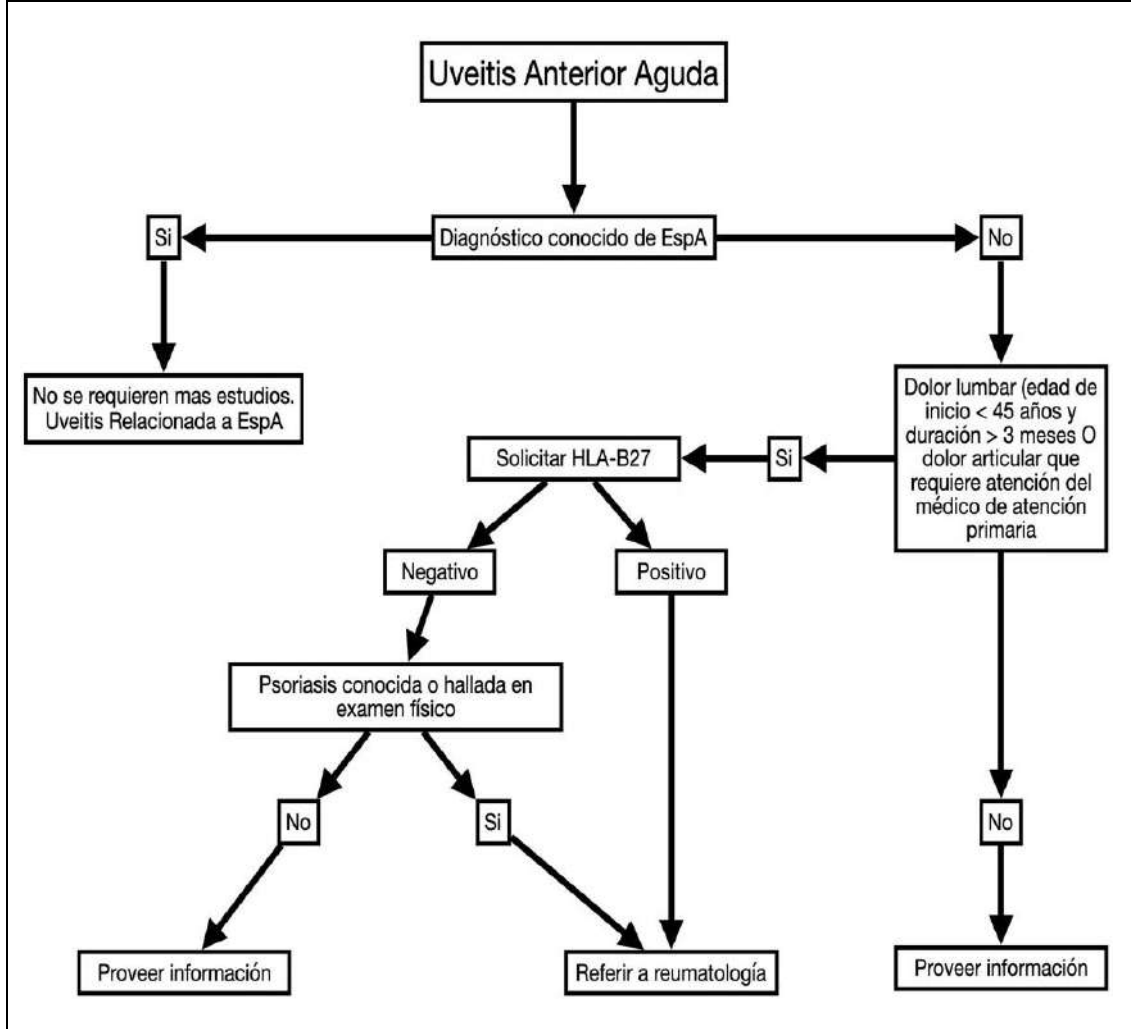 Uveitis Anterior Aguda
Si
Diagnóstico conocido de EspA
No
No se requieren mas estudios.
Uveitis Relacionada a EspA
Dolor lumbar (edad de
inicio < 45 años y
duración > 3 meses O
dolor articular que
requiere atención del
médico de atención
primaria
Solicitar HLA-B27
Si
Negativo
Positivo
Psoriasis conocida o hallada en
examen físico
No
Si
No
Proveer información
Referir a reumatología
Proveer información